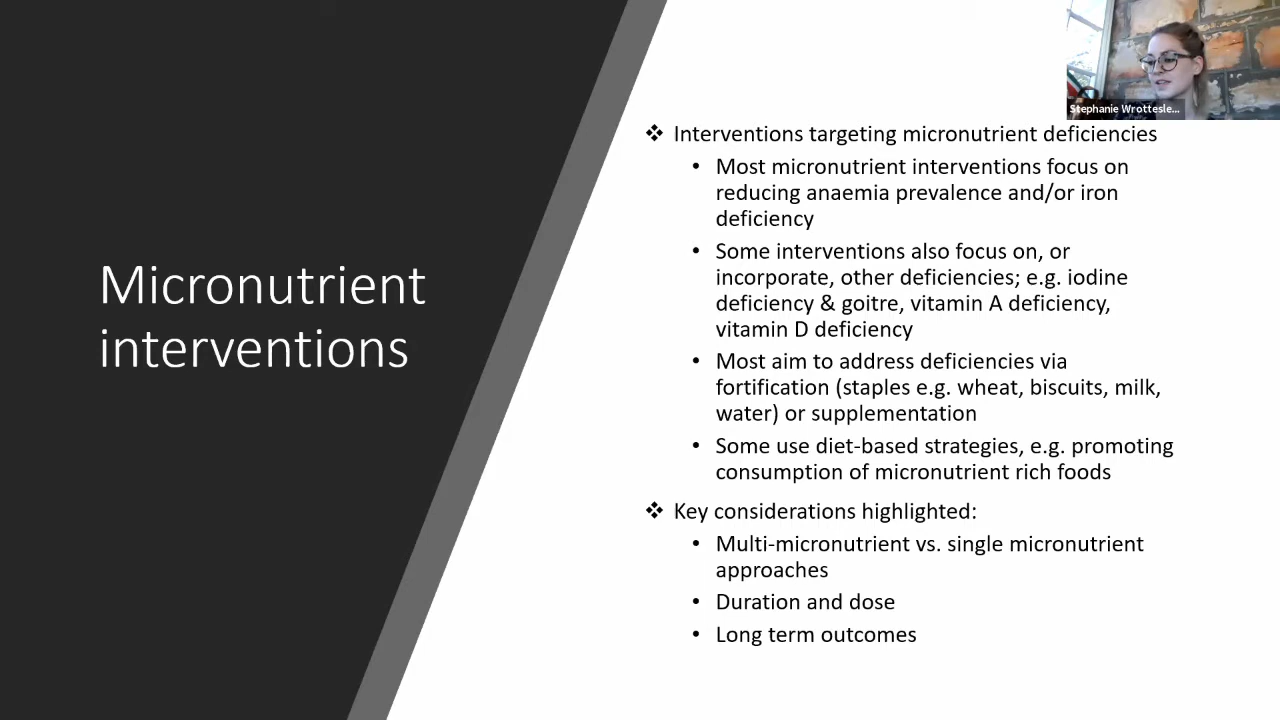 Stephanie Wrottesle...
Micronutrient
interventions
❖ Interventions targeting micronutrient deficiencies
• Most micronutrient interventions focus on
reducing anaemia prevalence and/or iron
deficiency
• Some interventions also focus on, or
incorporate, other deficiencies; e.g. iodine
deficiency & goitre, vitamin A deficiency,
vitamin D deficiency
• Most aim to address deficiencies via
fortification (staples e.g. wheat, biscuits, milk,
water) or supplementation
• Some use diet-based strategies, e.g. promoting
consumption of micronutrient rich foods
❖ Key considerations highlighted:
• Multi-micronutrient vs. single micronutrient
approaches
• Duration and dose
• Long term outcomes